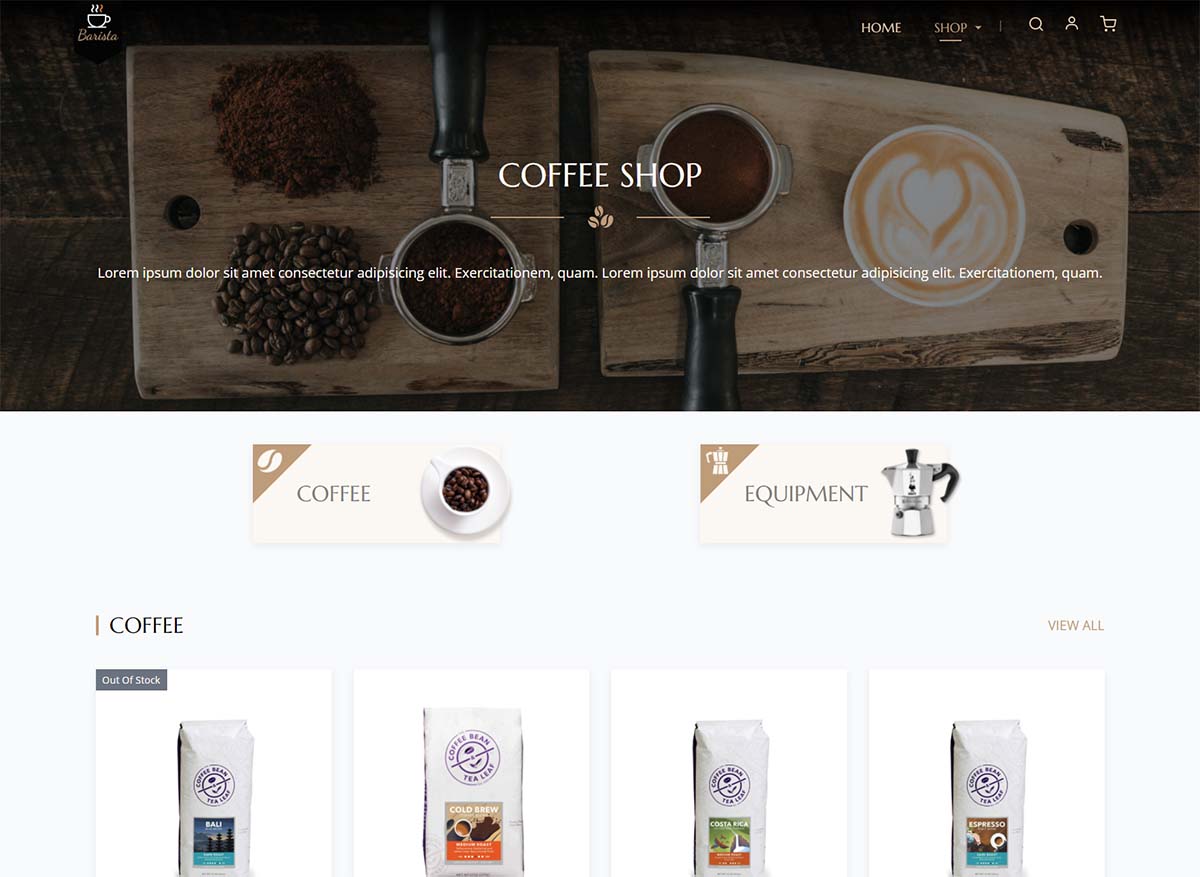 Barista
HOME
SHOP
COFFEE SHOP
Lorem ipsum dolor sit amet consectetur adipisicing elit. Exercitationem, quam. Lorem ipsum dolor sit amet consectetur adipisicing elit. Exercitationem, quam.
COFFEE
EQUIPMENT
COFFEE
VIEW ALL
Out Of Stock
COFFEE BEAN
TEA LEAF
BALI
COFFEE BEAN
&
TEA LEAF
COLD BREW
MEDIUM ROAST
COFFEE BEAN
TEA LEAF
COSTA RICA
MEDIUM ROAST
COFFEE BEAN
TEA LEAF
ESPRESSO